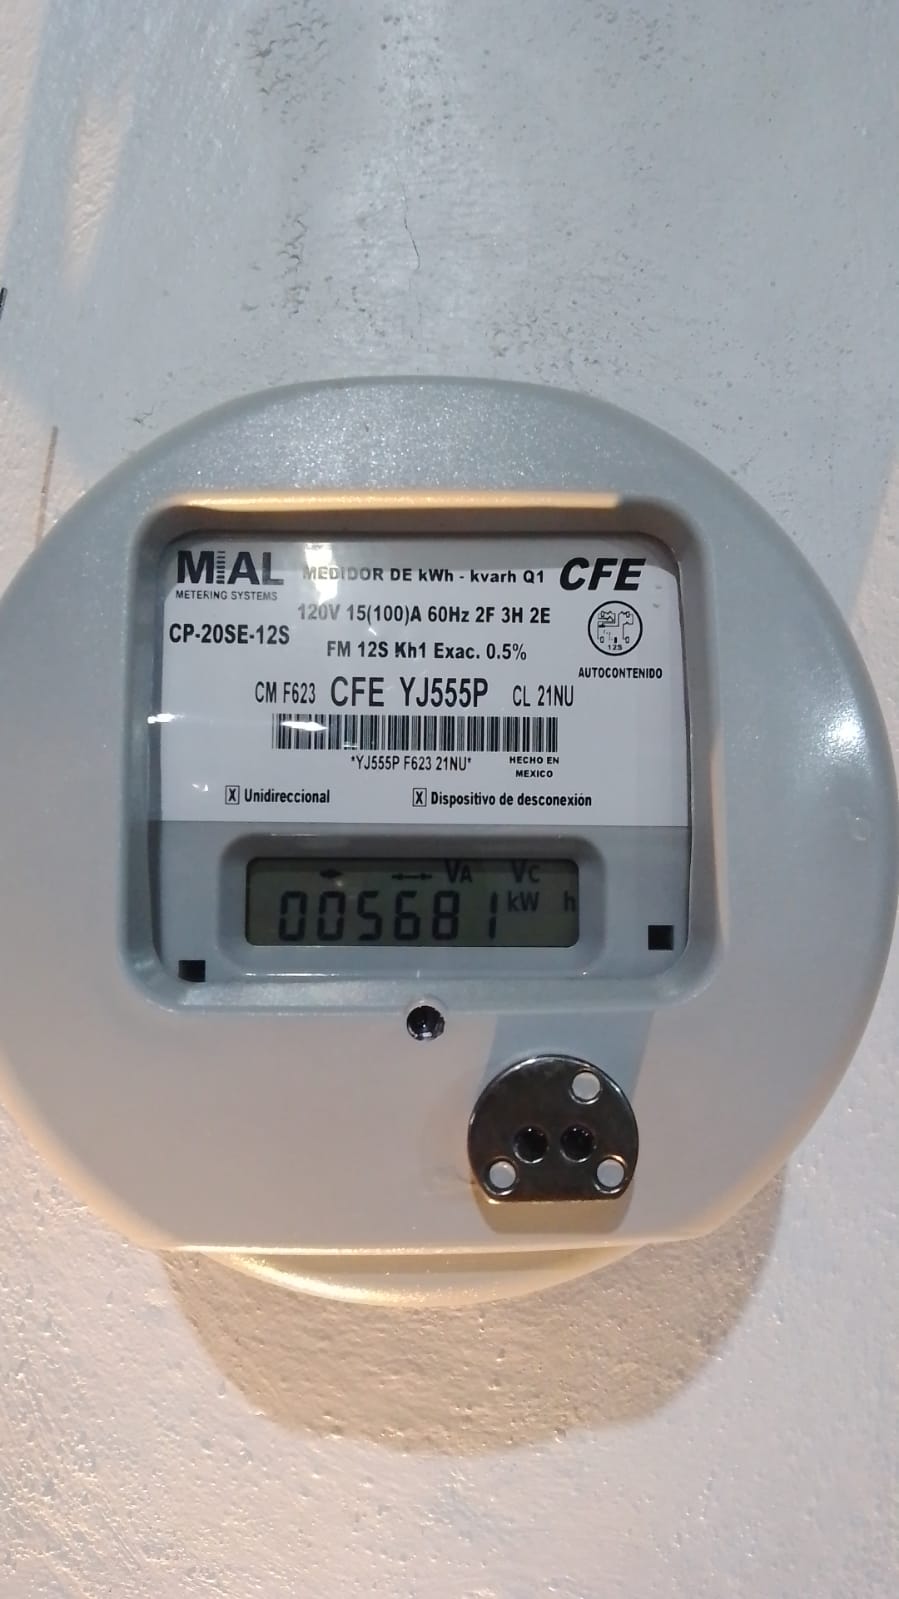 MIAL MEDIDOR DE kWh - kvarh Q1 CFE
METERING SYSTEMS
120V 15(100)A 60Hz 2F 3H 2E
CP-20SE-12S
FM 12S Kh1 Exac. 0.5%
12S
AUTOCONTENIDO
CM F623 CFE YJ555P CL 21NU
*YJ555P F623 21NU*
HECHO EN
MEXICO
X Unidireccional X Dispositivo de desconexión
VA VC
005681 kW h